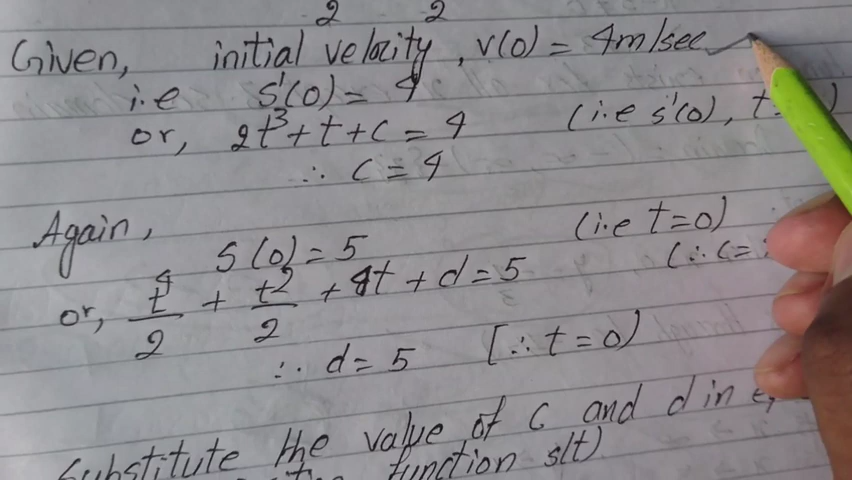 2 2
Given, initial velocity, v(0) = 4m/sec
i.e s'(0) = 4
or, 2t³ + t + c = 4 (i.e s'(0), t
∴ c = 4
Again,
s(0) = 5 (i.e t=0)
or, t⁴/2 + t²/2 + 4t + d = 5 (∴ c =
∴ d = 5 [∴ t = 0)
Substitute the value of c and d in
function s(t)